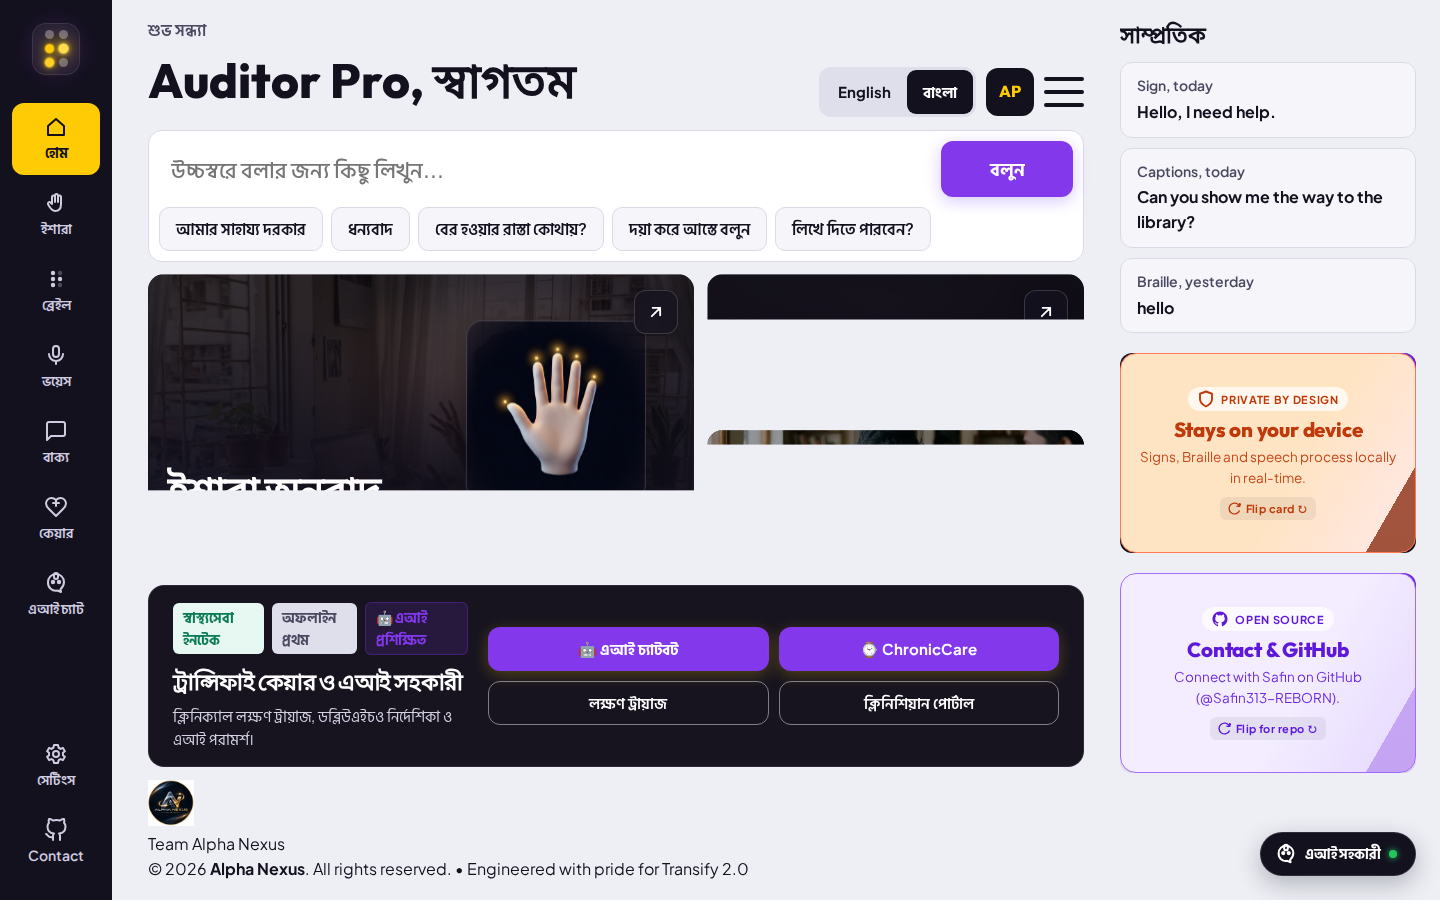 হোম
ইশারা
ব্রেইল
ভয়েস
বাক্য
কেয়ার
এআই চ্যাট
সেটিংস
Contact
শুভ সন্ধ্যা
Auditor Pro, স্বাগতম
English
বাংলা
AP
উচ্চস্বরে বলার জন্য কিছু লিখুন...
বলুন
আমার সাহায্য দরকার
ধন্যবাদ
বের হওয়ার রাস্তা কোথায়?
দয়া করে আস্তে বলুন
লিখে দিতে পারবেন?
ইশারা অনুবাদ
স্বাস্থ্যসেবা
ইনটেক
অফলাইন
প্রথম
এআই
প্রশিক্ষিত
ট্রান্সিফাই কেয়ার ও এআই সহকারী
ক্লিনিক্যাল লক্ষণ ট্রায়াজ, ডব্লিউএইচও নির্দেশিকা ও
এআই পরামর্শ।
এআই চ্যাটবট
ChronicCare
লক্ষণ ট্রায়াজ
ক্লিনিশিয়ান পোর্টাল
Team Alpha Nexus
© 2026 Alpha Nexus. All rights reserved. • Engineered with pride for Transify 2.0
সাম্প্রতিক
Sign, today
Hello, I need help.
Captions, today
Can you show me the way to the
library?
Braille, yesterday
hello
PRIVATE BY DESIGN
Stays on your device
Signs, Braille and speech process locally
in real-time.
Flip card ↻
OPEN SOURCE
Contact & GitHub
Connect with Safin on GitHub
(@Safin313-REBORN).
Flip for repo ↻
এআই সহকারী